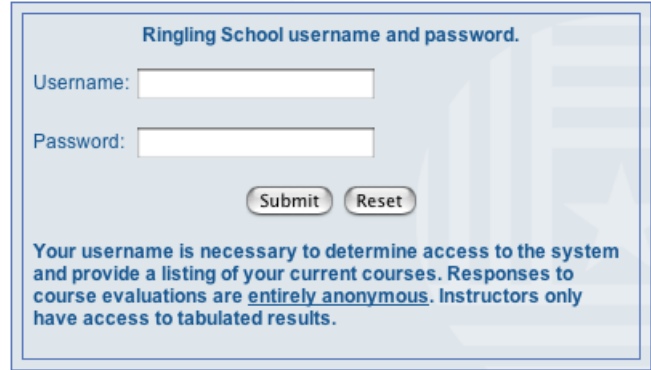 Ringling School username and password.
Username:
Password:
Submit Reset
Your username is necessary to determine access to the system
and provide a listing of your current courses. Responses to
course evaluations are entirely anonymous. Instructors only
have access to tabulated results.